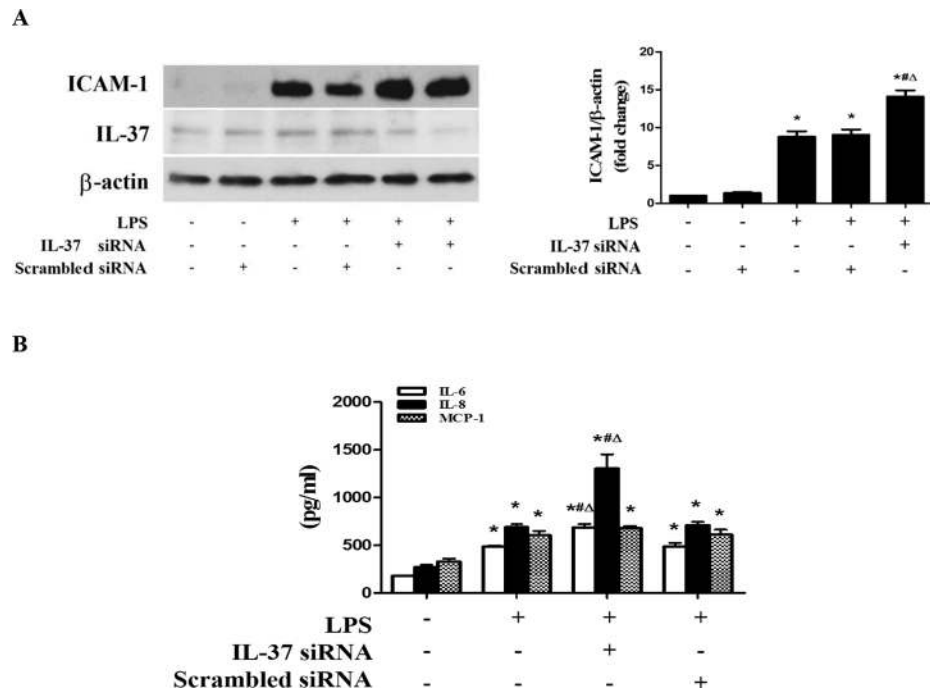 A
ICAM-1
IL-37
β-actin
LPS - - + + + +
IL-37 siRNA - - - - + +
Scrambled siRNA - + - + - -
ICAM-1/β-actin
(fold change)
20
15
10
5
0
* * *#Δ
LPS - - + + +
IL-37 siRNA - - - - +
Scrambled siRNA - + - + -
B
IL-6
IL-8
MCP-1
(pg/ml)
2000
1500
1000
500
0
* * * *#Δ *#Δ * * * *
LPS - + + +
IL-37 siRNA - - + -
Scrambled siRNA - - - +